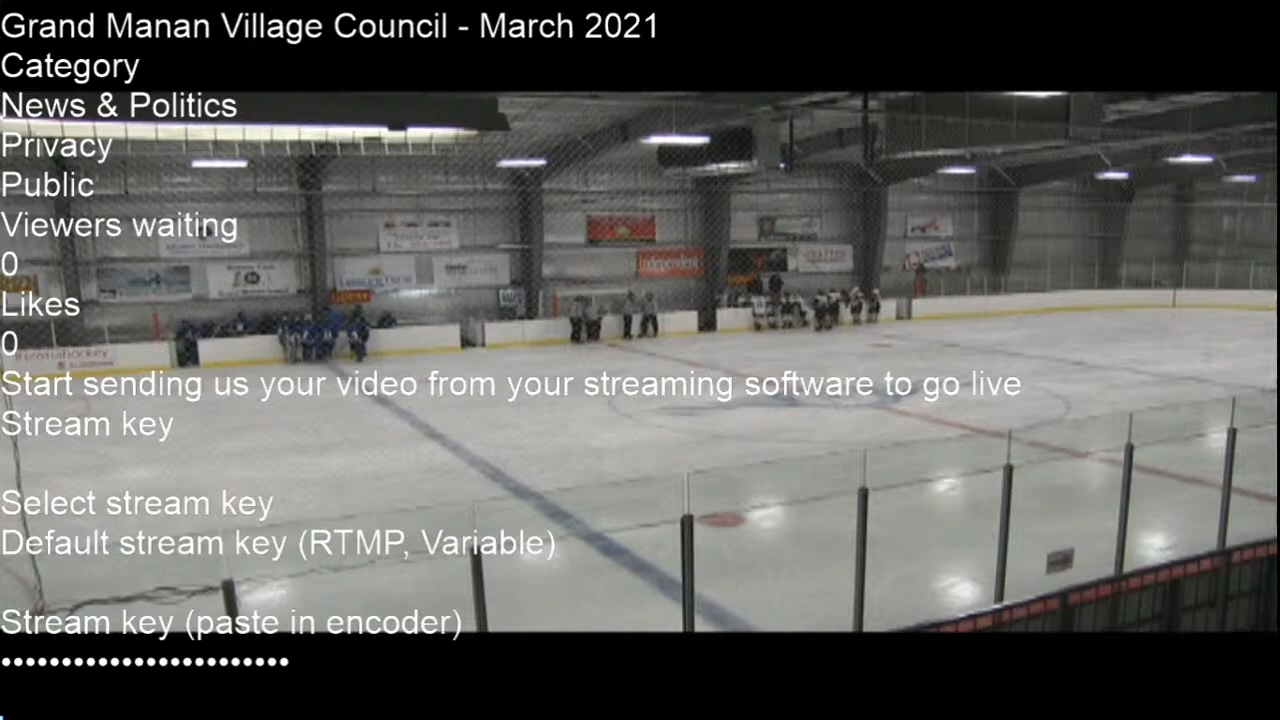 Grand Manan Village Council - March 2021
Category
News & Politics
Privacy
Public
Viewers waiting
0
Likes
0
Start sending us your video from your streaming software to go live
Stream key
Select stream key
Default stream key (RTMP, Variable)
Stream key (paste in encoder)
••••••••••••••••••••••••
Independent